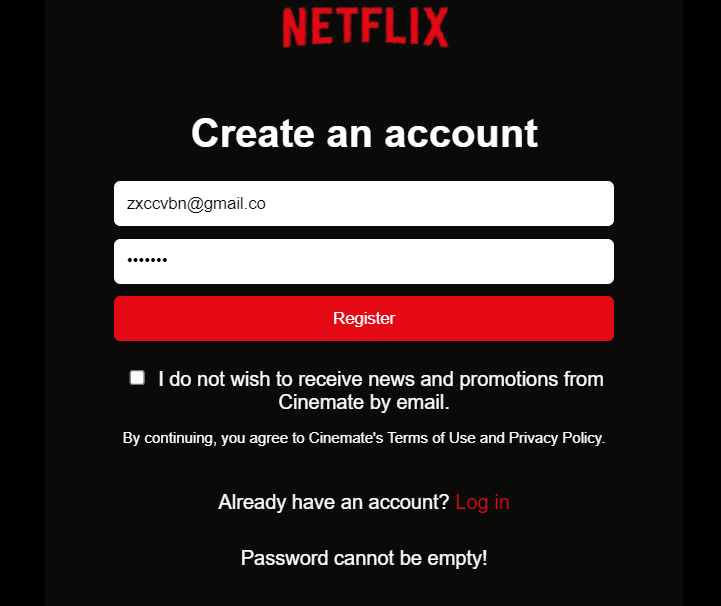 NETFLIX
Create an account
zxccvbn@gmail.co
•••••••
Register
I do not wish to receive news and promotions from
Cinemate by email.
By continuing, you agree to Cinemate's Terms of Use and Privacy Policy.
Already have an account? Log in
Password cannot be empty!